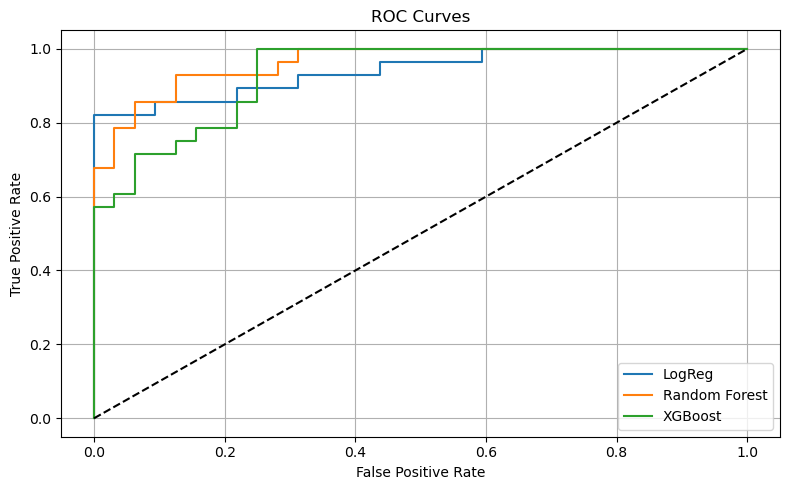 ROC Curves
True Positive Rate
1.0
0.8
0.6
0.4
0.2
0.0
LogReg
Random Forest
XGBoost
0.0 0.2 0.4 0.6 0.8 1.0
False Positive Rate